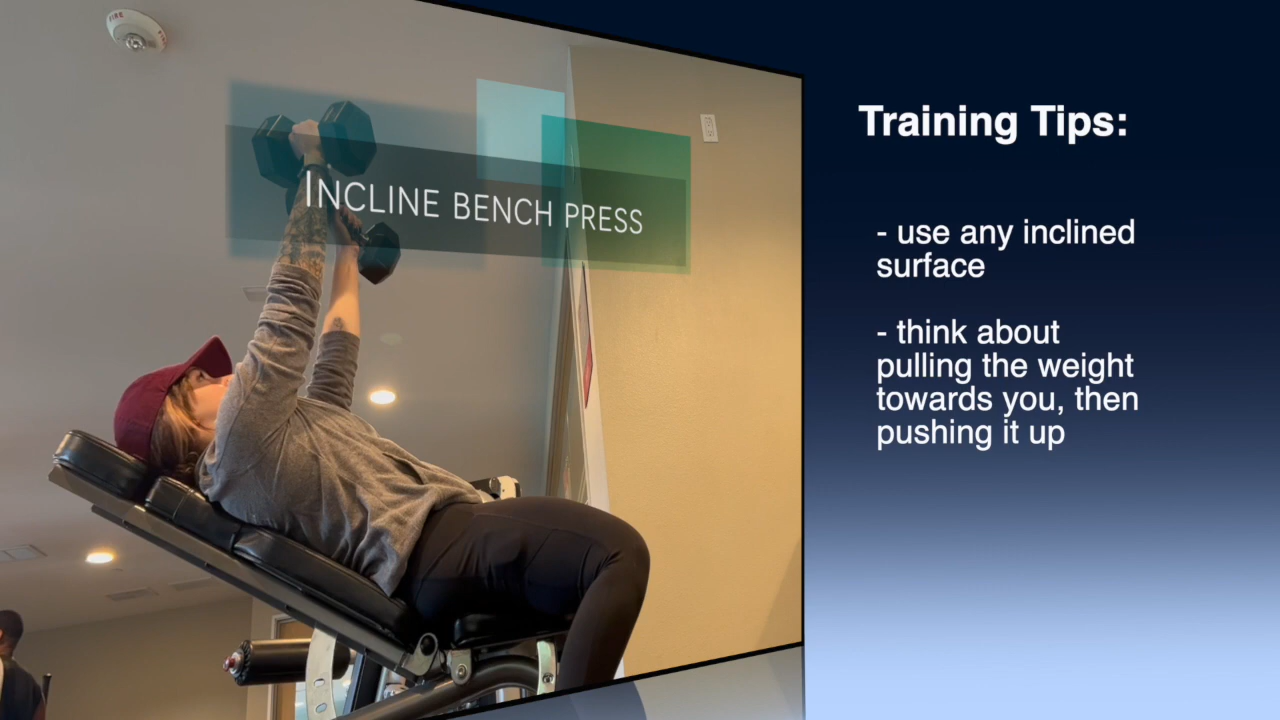 FIRE
INCLINE BENCH PRESS
Training Tips:
- use any inclined
surface
- think about
pulling the weight
towards you, then
pushing it up